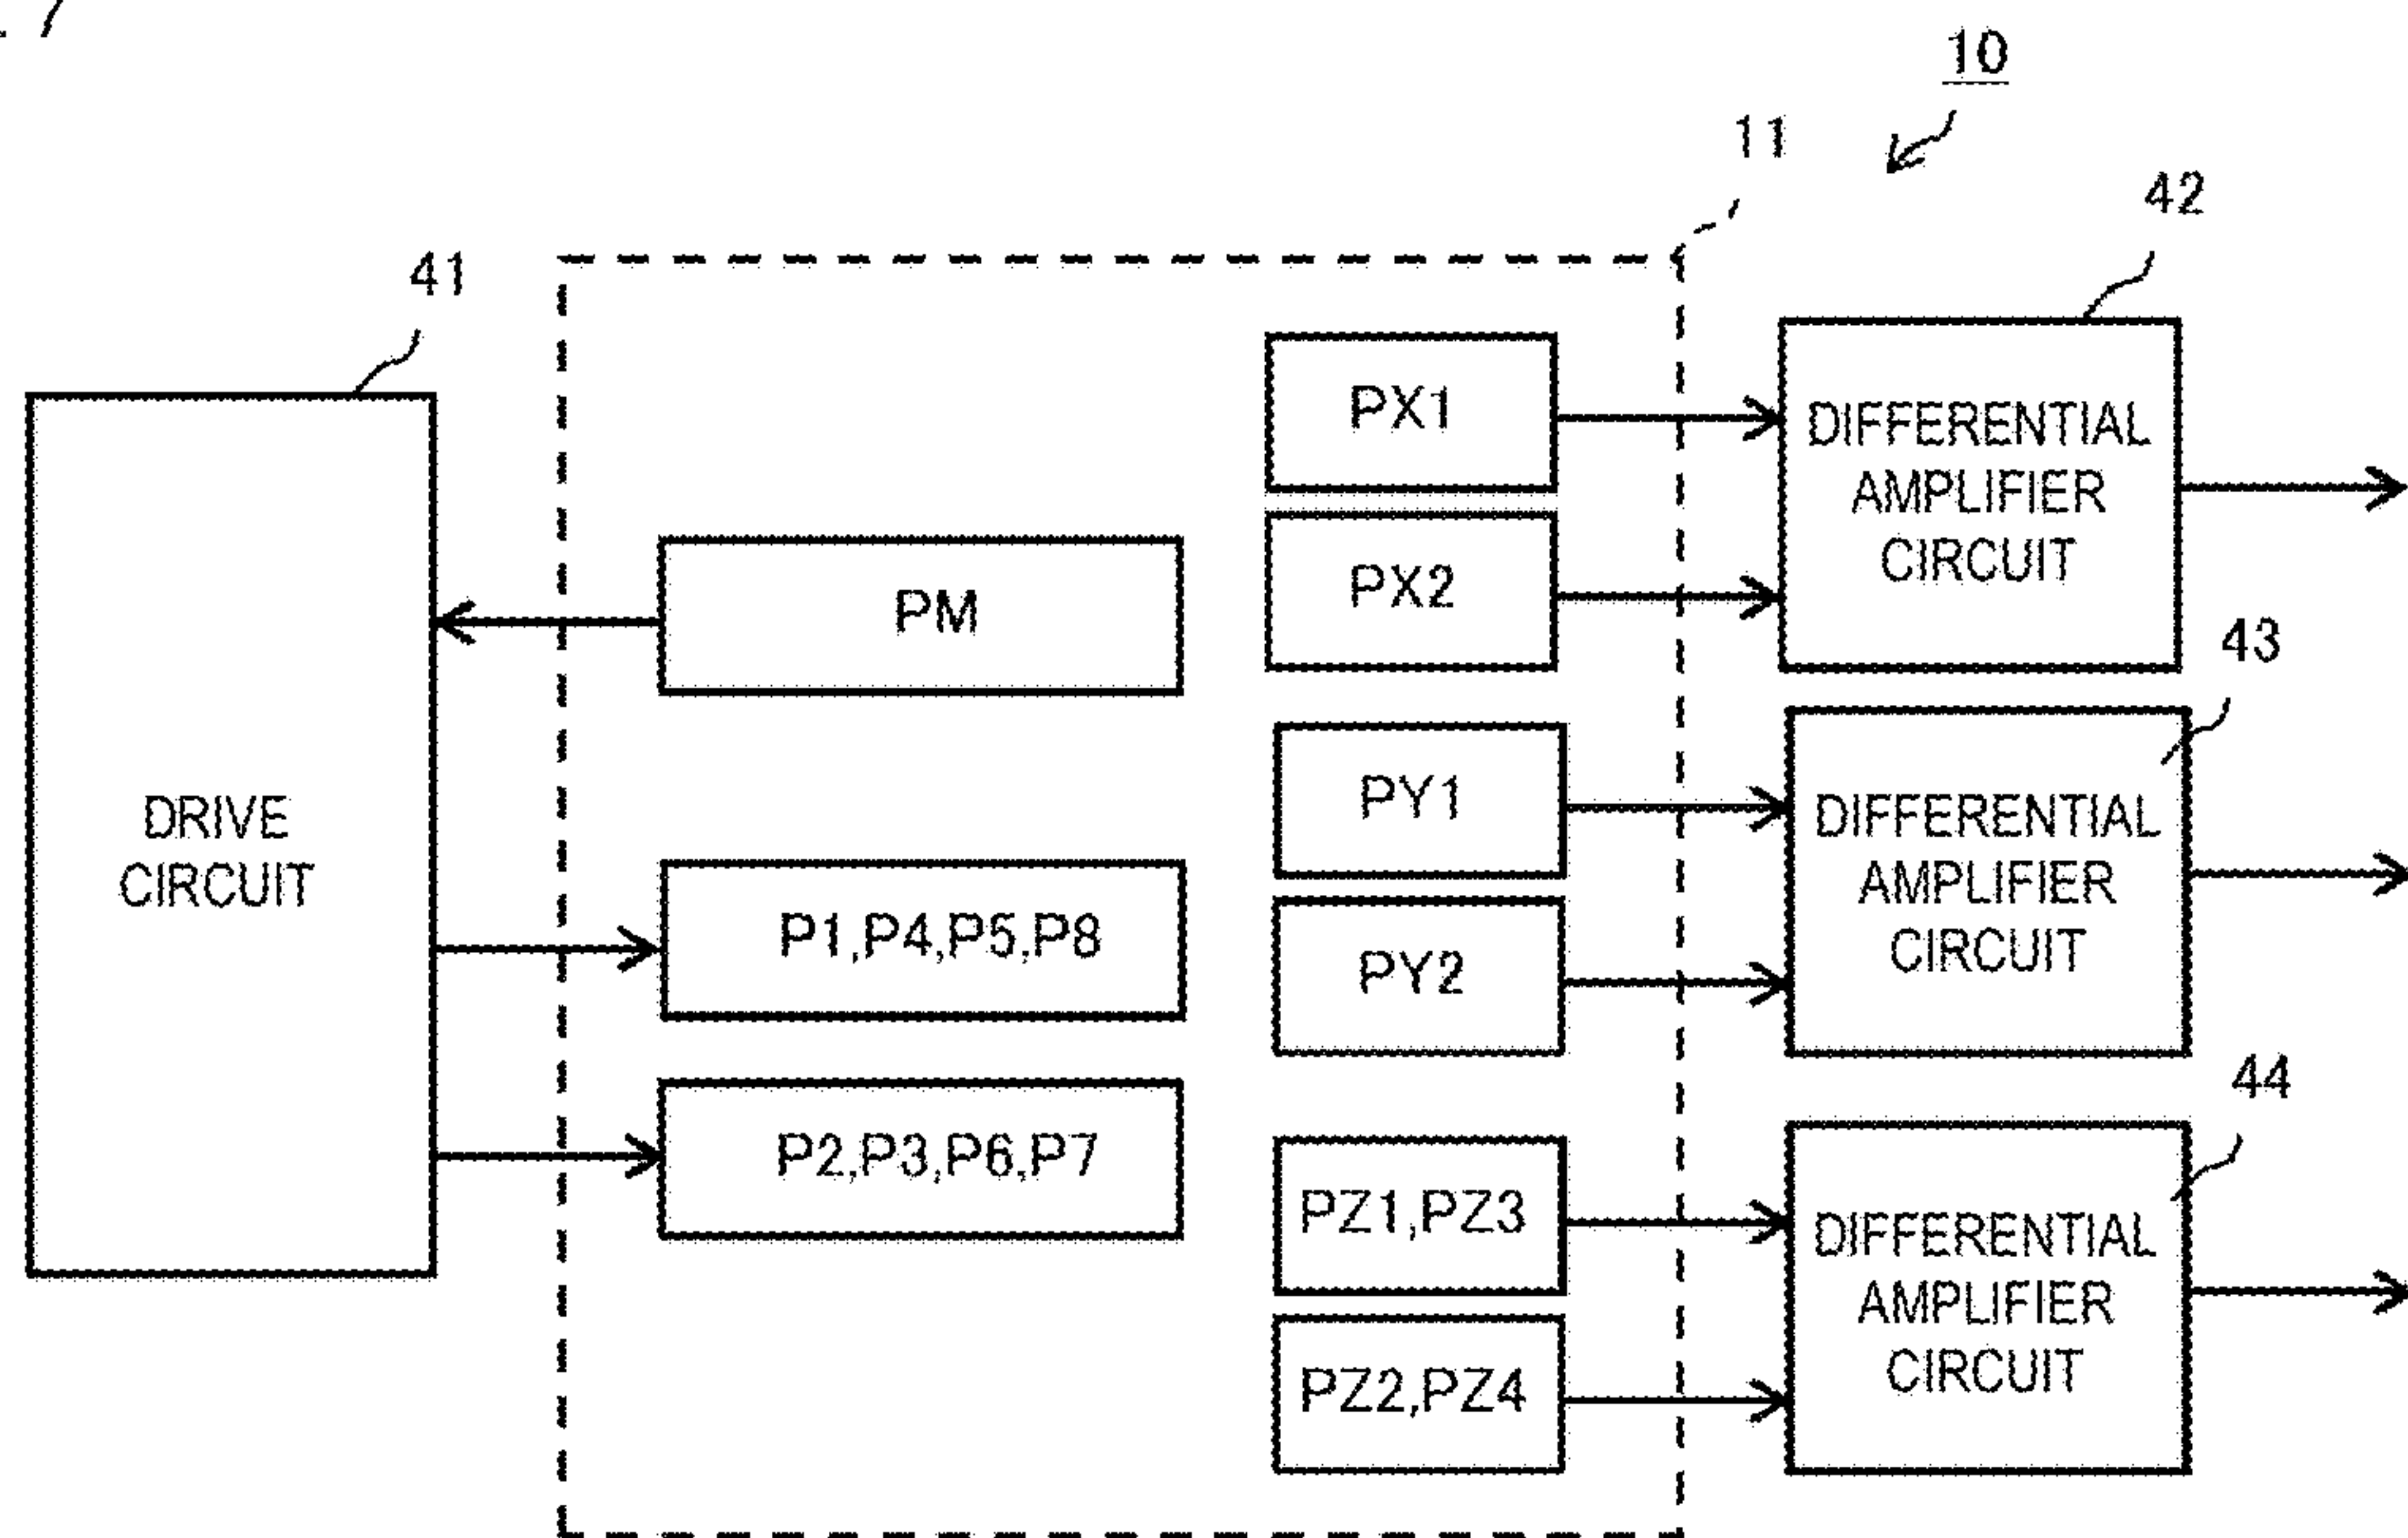 7
10
11
42
41
PX1
DIFFERENTIAL
AMPLIFIER
CIRCUIT
PX2
PM
43
PY1
DIFFERENTIAL
AMPLIFIER
CIRCUIT
DRIVE
CIRCUIT
P1,P4,P5,P8
PY2
44
P2,P3,P6,P7
PZ1,PZ3
DIFFERENTIAL
AMPLIFIER
CIRCUIT
PZ2,PZ4